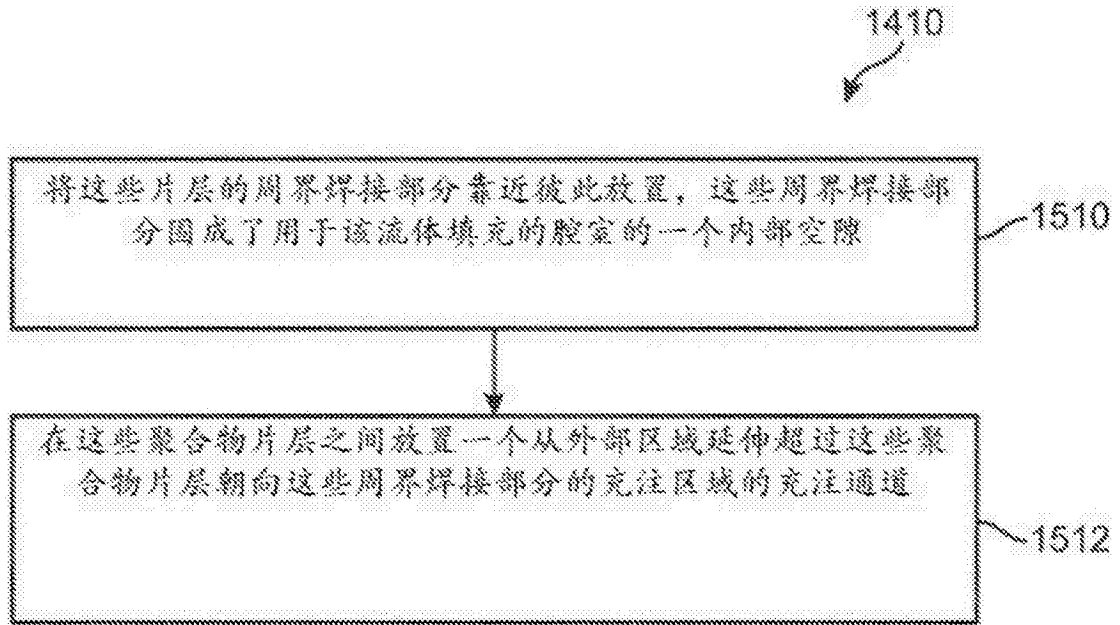 1410
将这些片层的周界焊接部分靠近彼此放置，这些周界焊接部
分围成了用于该流体填充的腔室的一个内部空隙
1510
在这些聚合物片层之间放置一个从外部区域延伸超过这些聚
合物片层朝向这些周界焊接部分的充注区域的充注通道
1512